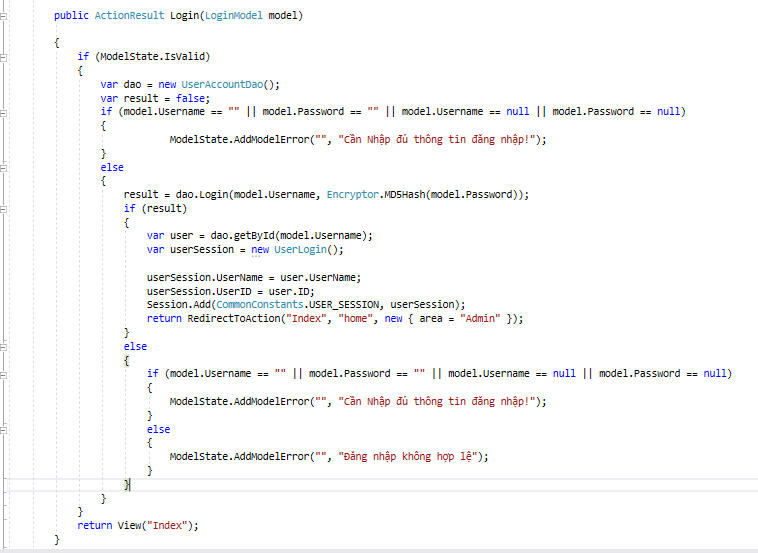 public ActionResult Login(LoginModel model)
{
if (ModelState.IsValid)
{
var dao = new UserAccountDao();
var result = false;
if (model.Username == "" || model.Password == "" || model.Username == null || model.Password == null)
{
ModelState.AddModelError("", "Cần Nhập đủ thông tin đăng nhập!");
}
else
{
result = dao.Login(model.Username, Encryptor.MD5Hash(model.Password));
if (result)
{
var user = dao.getById(model.Username);
var userSession = new UserLogin();
userSession.UserName = user.UserName;
userSession.UserID = user.ID;
Session.Add(CommonConstants.USER_SESSION, userSession);
return RedirectToAction("Index", "home", new { area = "Admin" });
}
else
{
if (model.Username == "" || model.Password == "" || model.Username == null || model.Password == null)
{
ModelState.AddModelError("", "Cần Nhập đủ thông tin đăng nhập!");
}
else
{
ModelState.AddModelError("", "Đăng nhập không hợp lệ");
}
}
}
}
return View("Index");
}